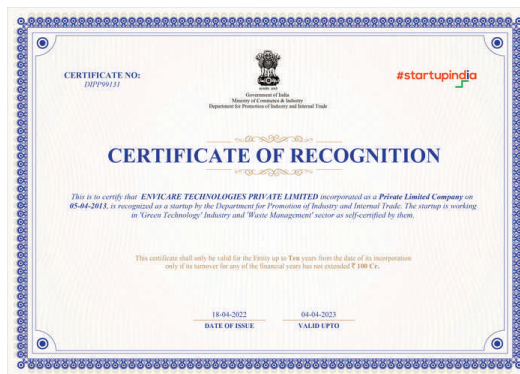 CERTIFICATE NO:
DIPP99131
#startupindia
Government of India
Ministry of Commerce & Industry
Department for Promotion of Industry and Internal Trade
CERTIFICATE OF RECOGNITION
This is to certify that ENVICARE TECHNOLOGIES PRIVATE LIMITED incorporated as a Private Limited Company on
05-04-2013, is recognized as a startup by the Department for Promotion of Industry and Internal Trade. The startup is working
in 'Green Technology' Industry and 'Waste Management' sector as self-certified by them.
This certificate shall only be valid for the Entity up to Ten years from the date of its incorporation
only if its turnover for any of the financial years has not extended ₹ 100 Cr.
18-04-2022
04-04-2023
DATE OF ISSUE
VALID UPTO